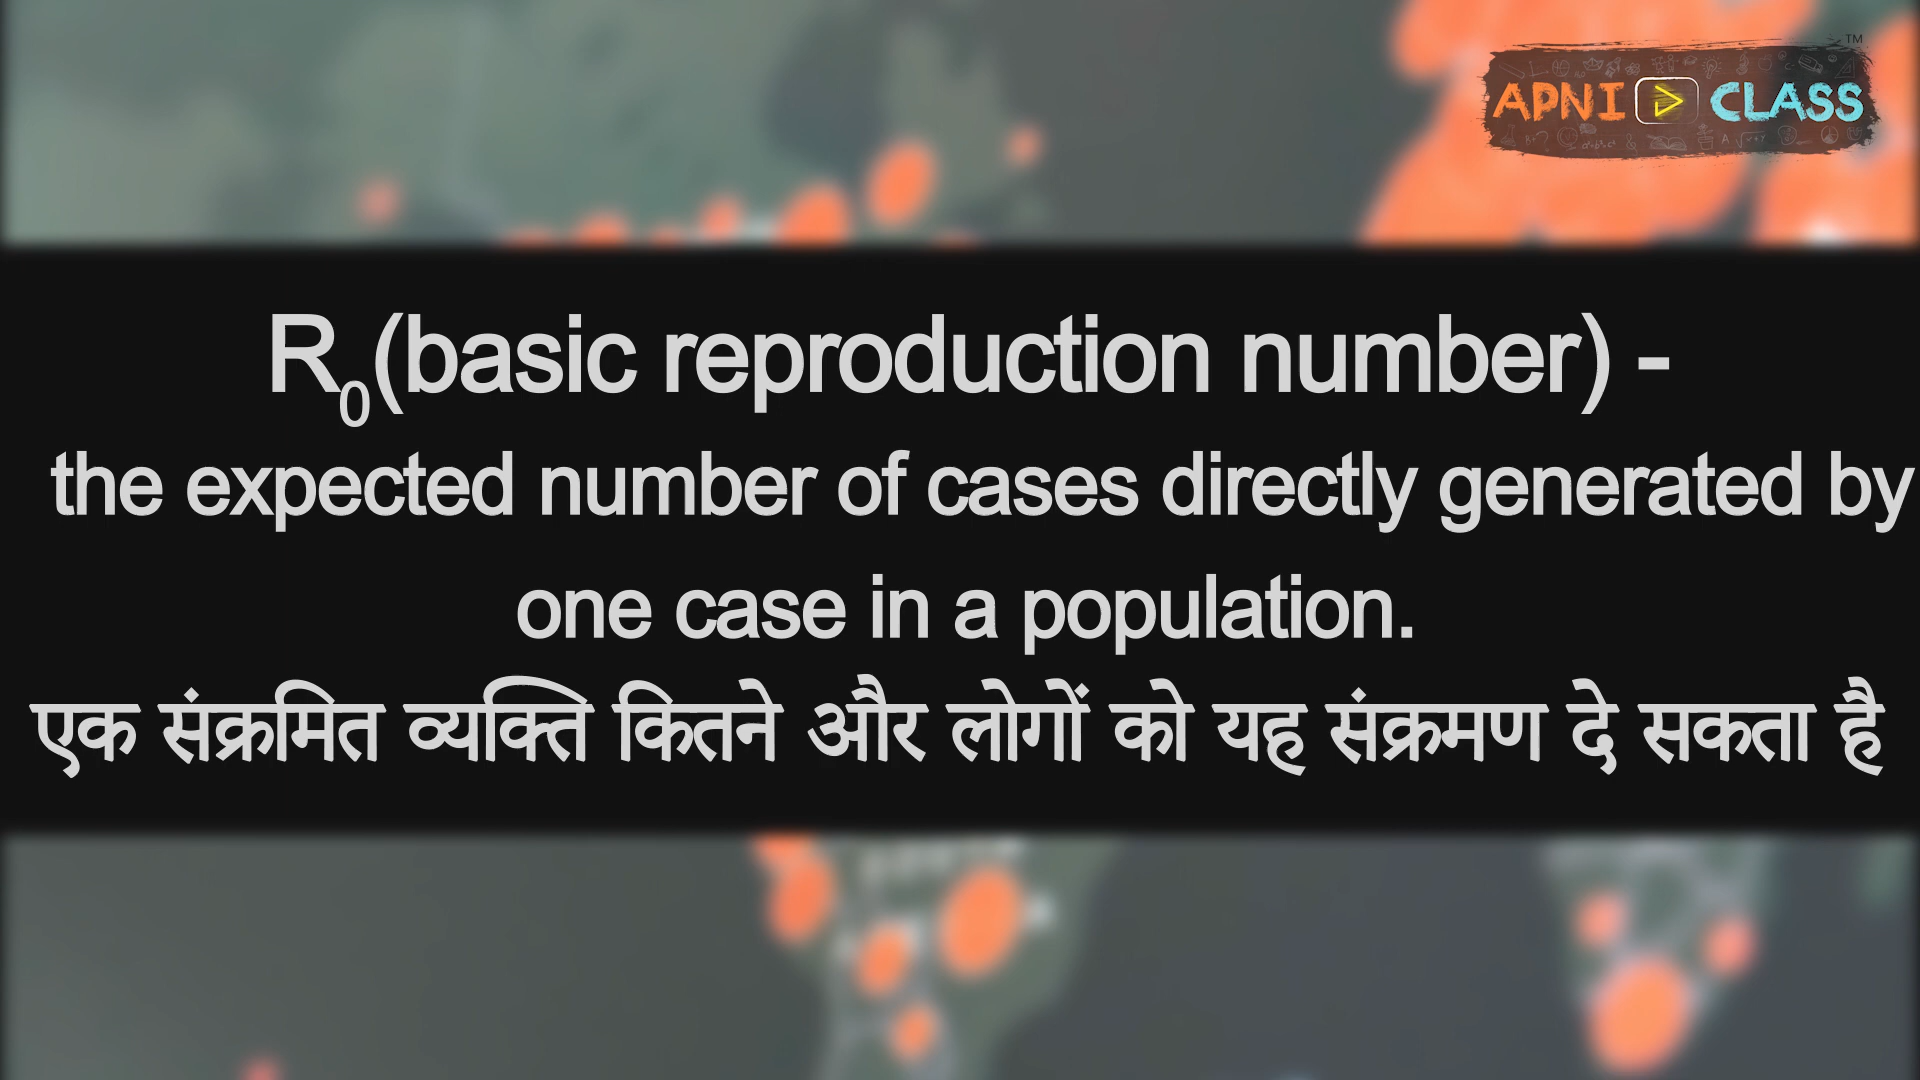 APNI CLASS TM
R₀(basic reproduction number) -
the expected number of cases directly generated by
one case in a population.
एक संक्रमित व्यक्ति कितने और लोगों को यह संक्रमण दे सकता है